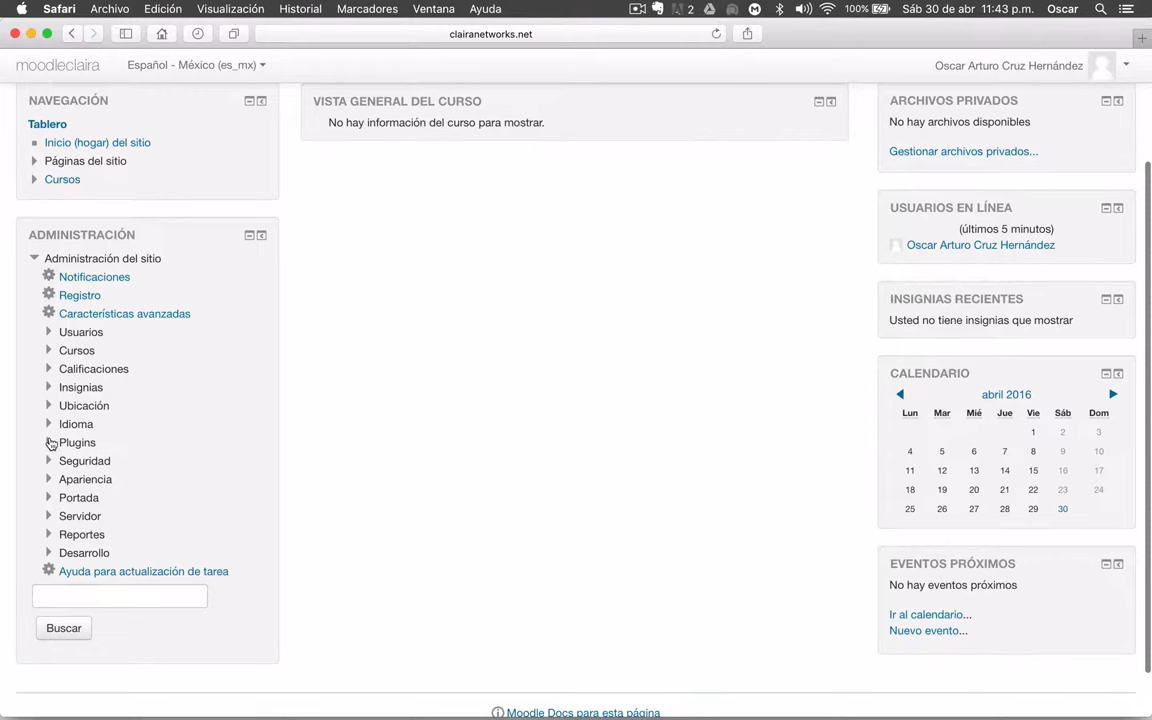 Safari Archivo Edición Visualización Historial Marcadores Ventana Ayuda 2 100% Sáb 30 de abr 11:43 p.m. Oscar
clairanetworks.net
moodleclaira Español - México (es_mx) Oscar Arturo Cruz Hernández
NAVEGACIÓN
Tablero
Inicio (hogar) del sitio
Páginas del sitio
Cursos
ADMINISTRACIÓN
Administración del sitio
Notificaciones
Registro
Características avanzadas
Usuarios
Cursos
Calificaciones
Insignias
Ubicación
Idioma
Plugins
Seguridad
Apariencia
Portada
Servidor
Reportes
Desarrollo
Ayuda para actualización de tarea
Buscar
VISTA GENERAL DEL CURSO
No hay información del curso para mostrar.
ARCHIVOS PRIVADOS
No hay archivos disponibles
Gestionar archivos privados...
USUARIOS EN LÍNEA
(últimos 5 minutos)
Oscar Arturo Cruz Hernández
INSIGNIAS RECIENTES
Usted no tiene insignias que mostrar
CALENDARIO
abril 2016
Lun Mar Mié Jue Vie Sáb Dom
1 2 3
4 5 6 7 8 9 10
11 12 13 14 15 16 17
18 19 20 21 22 23 24
25 26 27 28 29 30
EVENTOS PRÓXIMOS
No hay eventos próximos
Ir al calendario...
Nuevo evento...
Moodle Docs para esta página